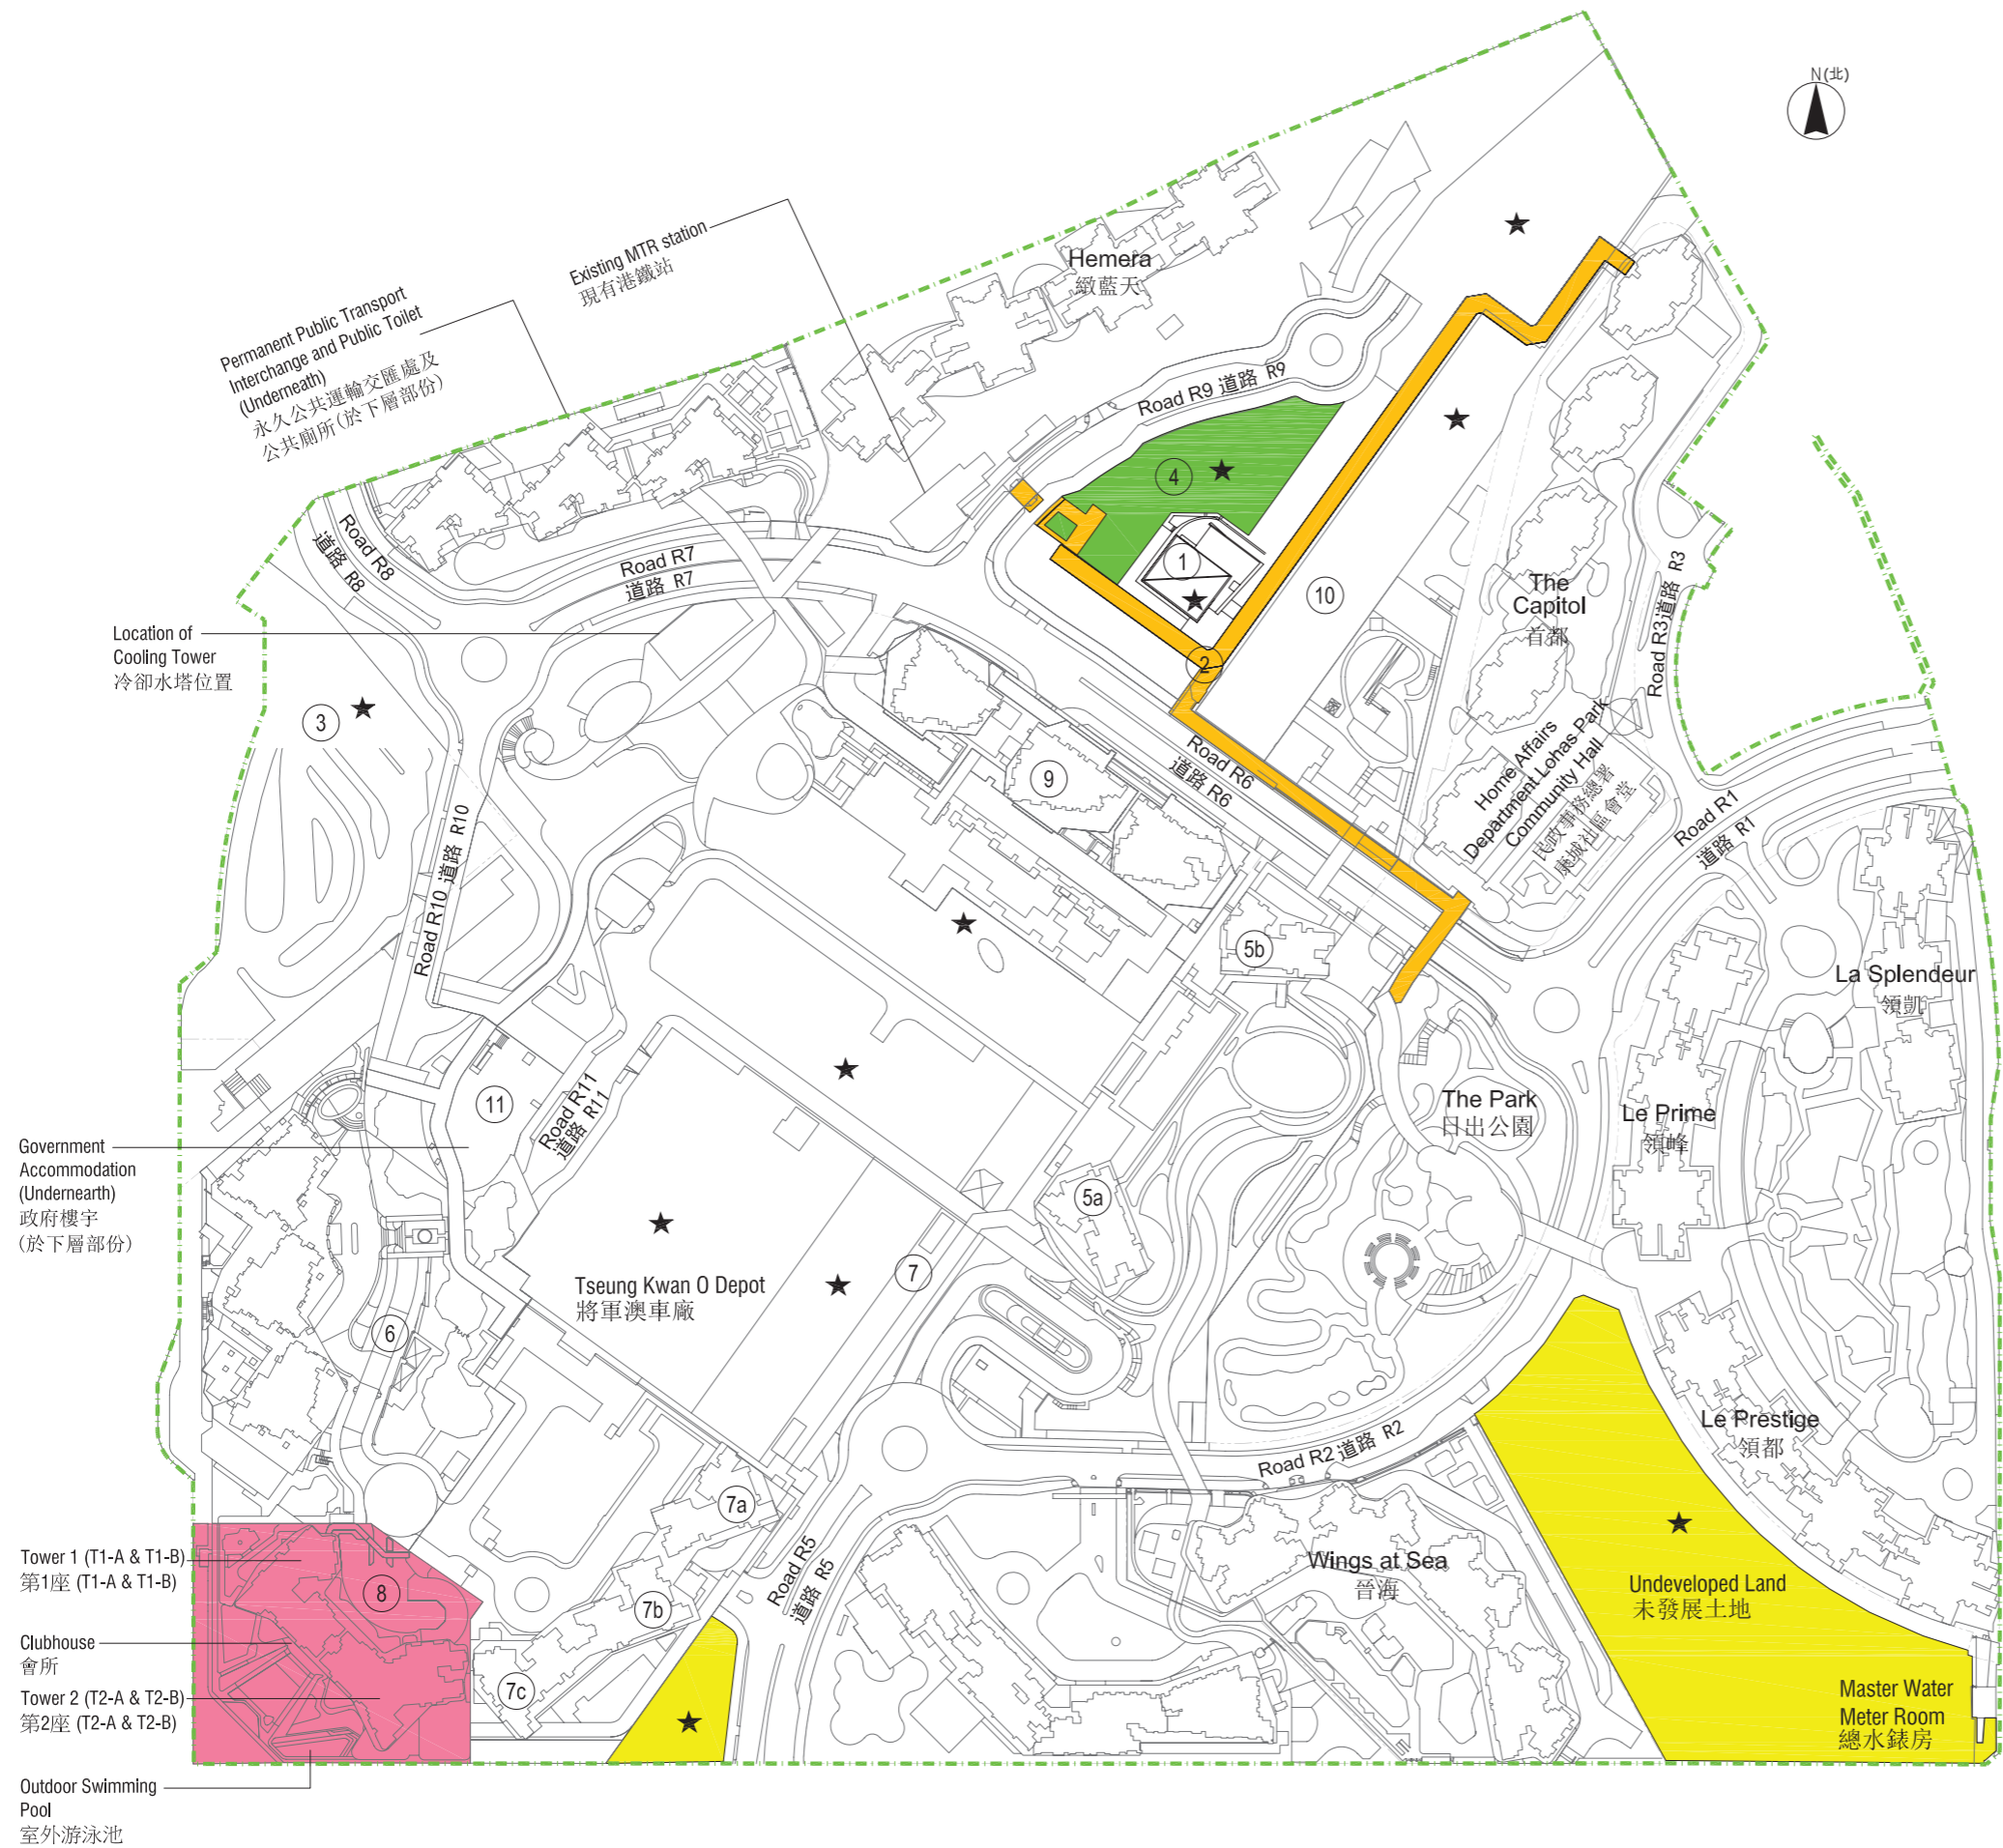 N(北)
Existing MTR station
現有港鐵站
Permanent Public Transport
Interchange and Public Toilet
(Underneath)
永久公共運輸交匯處及
公共廁所(於下層部份)
Hemera
緻藍天
Road R9 道路 R9
4
1
2
10
Road R8
道路 R8
Road R7
道路 R7
The
Capitol
首都
Road R3道路 R3
Location of
Cooling Tower
冷卻水塔位置
3
Road R6
道路 R6
9
Home Affairs
Department Lohas Park
Community Hall
民政事務總署
康城社區會堂
Road R1
道路 R1
Road R10 道路 R10
5b
La Splendeur
領凱
Government
Accommodation
(Undernearth)
政府樓宇
(於下層部份)
11
Road R11
道路 R11
The Park
日出公園
Le Prime
領峰
5a
Tseung Kwan O Depot
將軍澳車廠
7
6
Le Prestige
領都
Road R2 道路 R2
7a
Road R5
道路 R5
Tower 1 (T1-A & T1-B)
第1座 (T1-A & T1-B)
8
7b
Wings at Sea
晉海
Undeveloped Land
未發展土地
Clubhouse
會所
7c
Tower 2 (T2-A & T2-B)
第2座 (T2-A & T2-B)
Master Water
Meter Room
總水錶房
Outdoor Swimming
Pool
室外游泳池